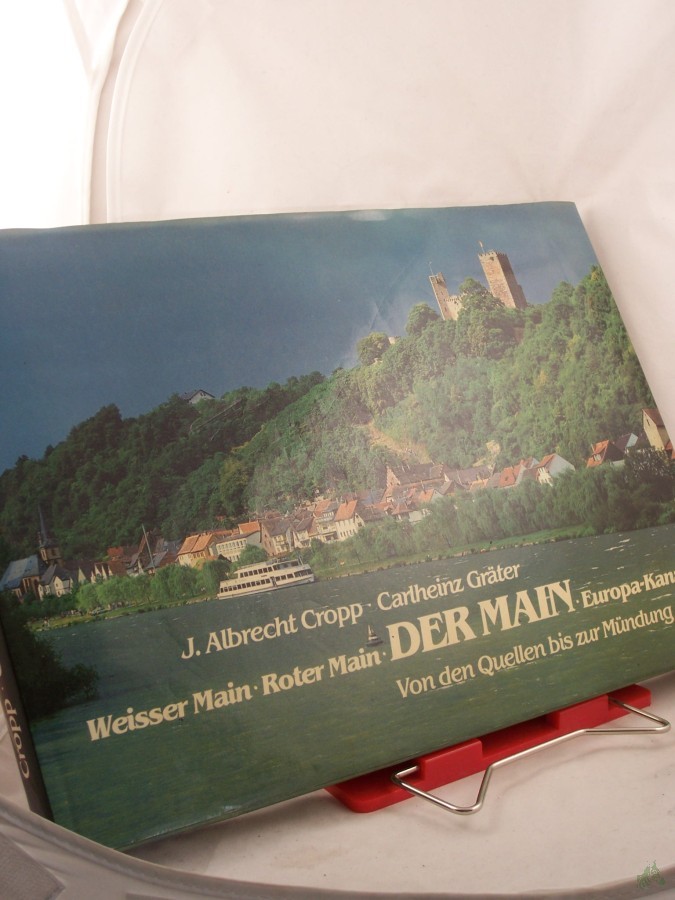 J. Albrecht Cropp · Carlheinz Gräter
Weisser Main · Roter Main · DER MAIN · Europa-Kan
Von den Quellen bis zur Mündung
Cropp